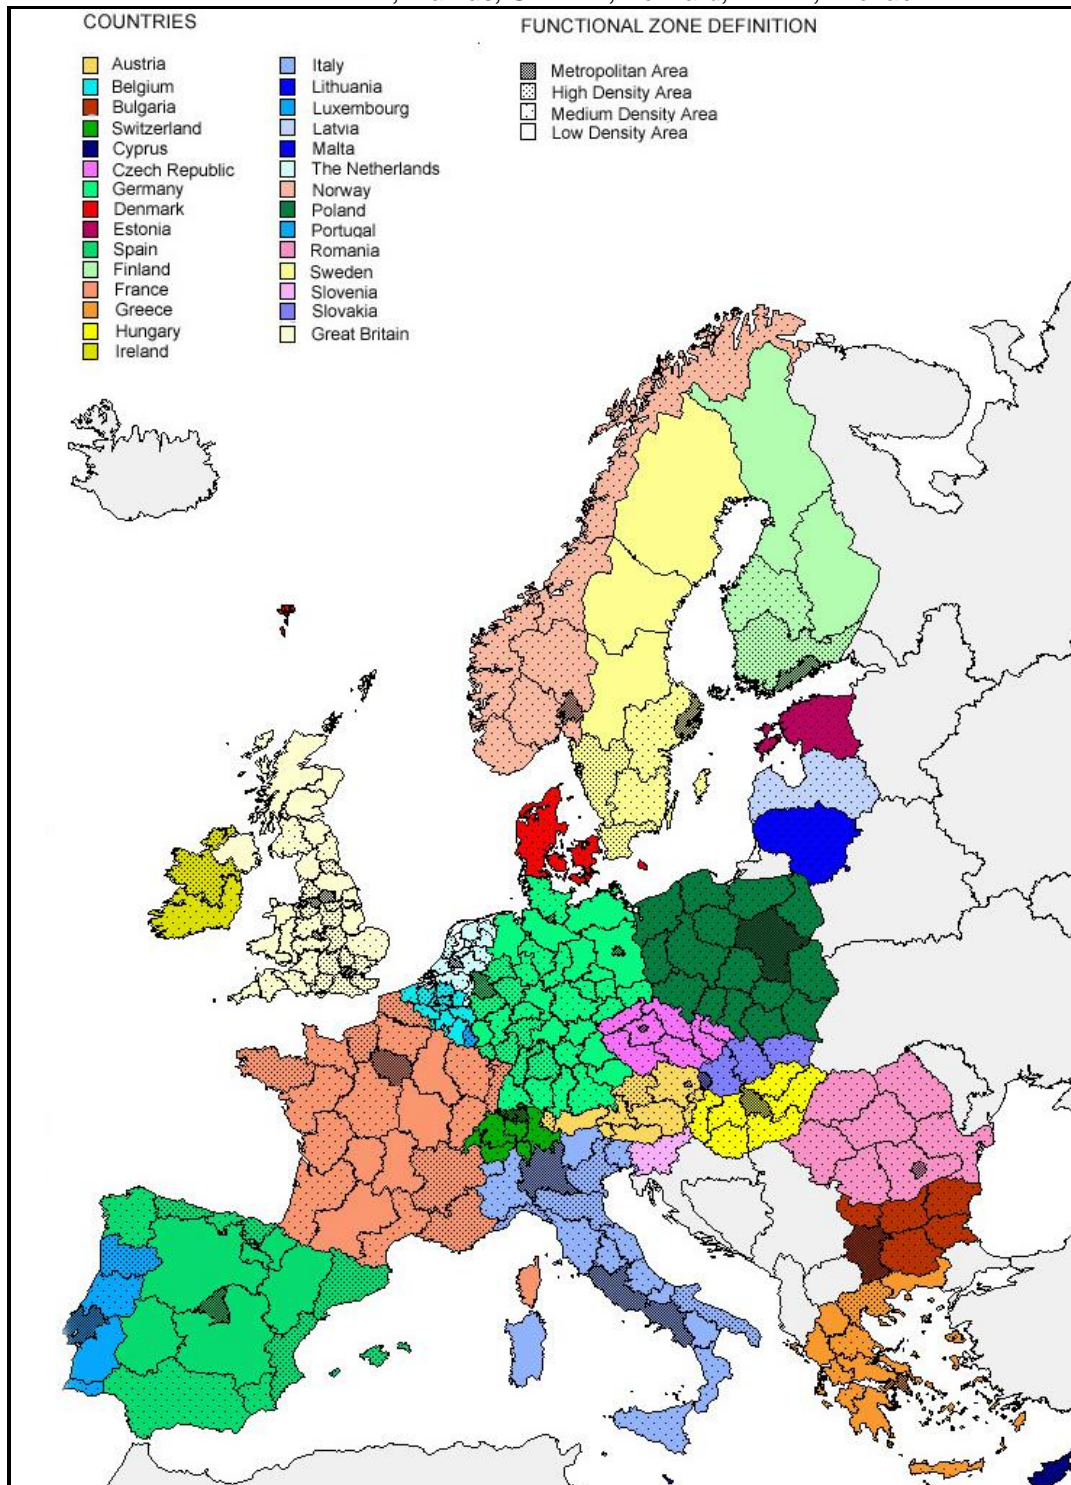 COUNTRIES
Austria
Belgium
Bulgaria
Switzerland
Cyprus
Czech Republic
Germany
Denmark
Estonia
Spain
Finland
France
Greece
Hungary
Ireland
Italy
Lithuania
Luxembourg
Latvia
Malta
The Netherlands
Norway
Poland
Portugal
Romania
Sweden
Slovenia
Slovakia
Great Britain
FUNCTIONAL ZONE DEFINITION
Metropolitan Area
High Density Area
Medium Density Area
Low Density Area